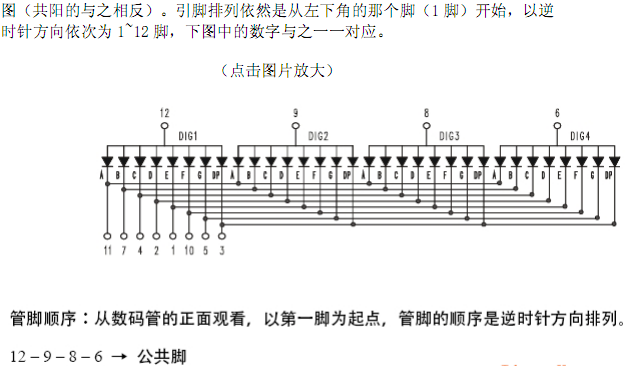 图（共阳的与之相反）。引脚排列依然是从左下角的那个脚（1 脚）开始，以逆
时针方向依次为 1~12 脚，下图中的数字与之一一对应。
（点击图片放大）
12 9 8 6
DIG1 DIG2 DIG3 DIG4
A B C D E F G DP A B C D E F G DP A B C D E F G DP A B C D E F G DP
11 7 4 2 1 10 5 3
管脚顺序：从数码管的正面观看，以第一脚为起点，管脚的顺序是逆时针方向排列。
12－9－8－6 → 公共脚